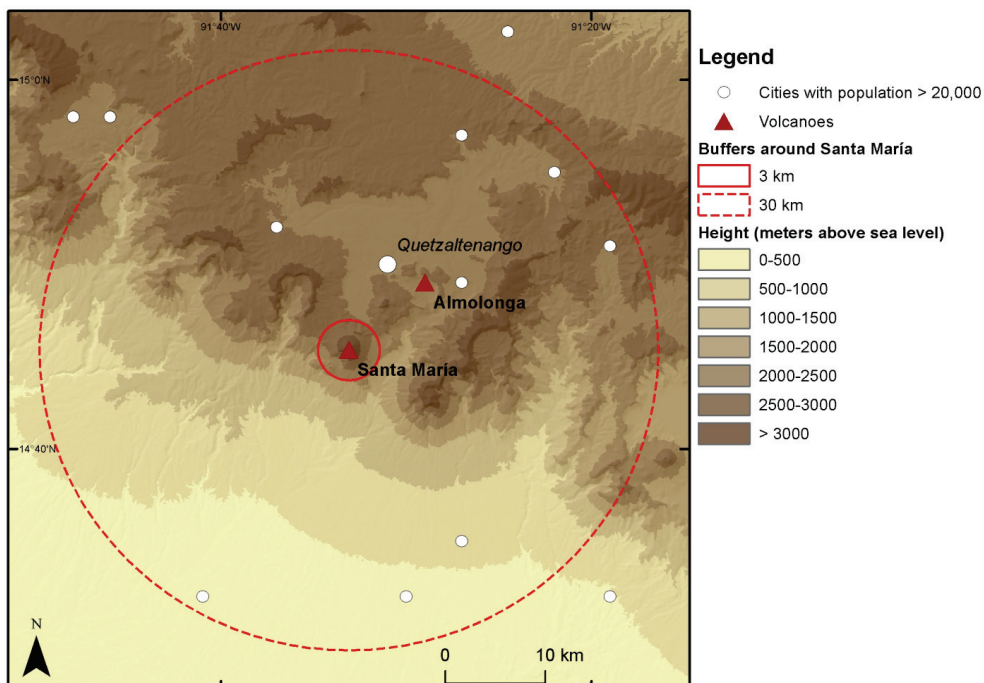 91°40'W
91°20'W
15°0'N
Quetzaltenango
Almolonga
Santa María
14°40'N
N
0
10 km
Legend
Cities with population > 20,000
Volcanoes
Buffers around Santa María
3 km
30 km
Height (meters above sea level)
0-500
500-1000
1000-1500
1500-2000
2000-2500
2500-3000
> 3000